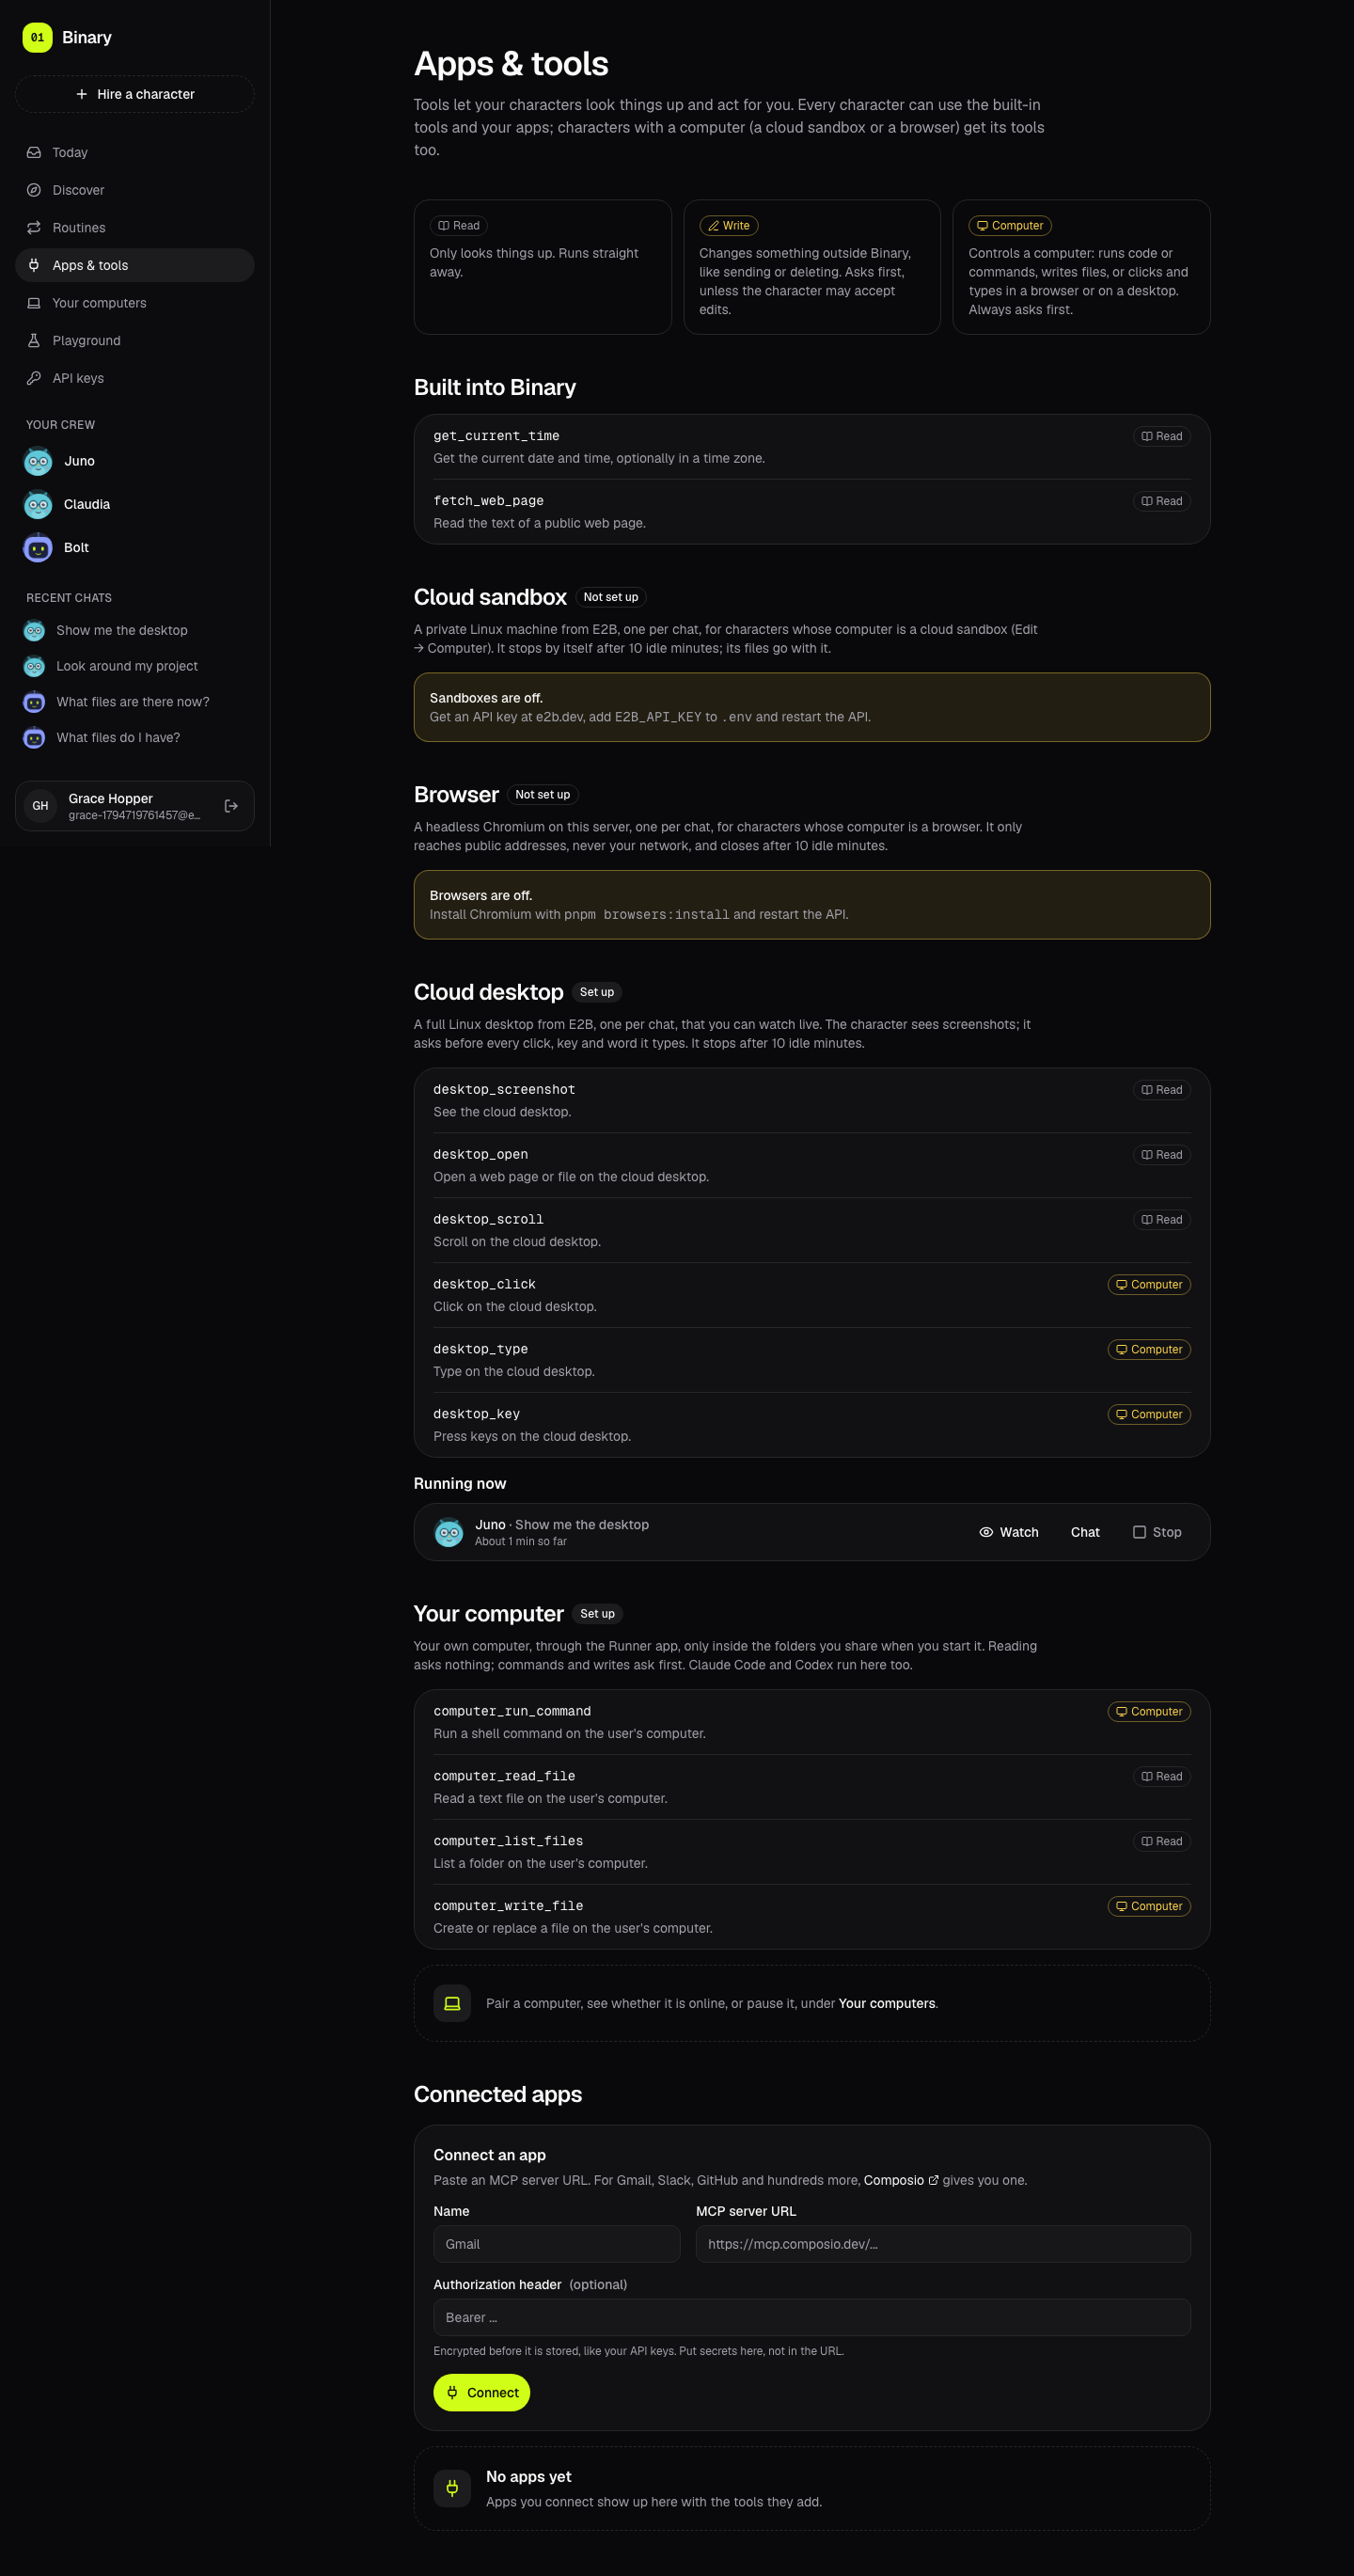 01 Binary
Hire a character
Today
Discover
Routines
Apps & tools
Your computers
Playground
API keys
YOUR CREW
Juno
Claudia
Bolt
RECENT CHATS
Show me the desktop
Look around my project
What files are there now?
What files do I have?
GH
Grace Hopper
grace-1794719761457@e...
Apps & tools
Tools let your characters look things up and act for you. Every character can use the built-in
tools and your apps; characters with a computer (a cloud sandbox or a browser) get its tools
too.
Read
Only looks things up. Runs straight
away.
Write
Changes something outside Binary,
like sending or deleting. Asks first,
unless the character may accept
edits.
Computer
Controls a computer: runs code or
commands, writes files, or clicks and
types in a browser or on a desktop.
Always asks first.
Built into Binary
get_current_time Read
Get the current date and time, optionally in a time zone.
fetch_web_page Read
Read the text of a public web page.
Cloud sandbox Not set up
A private Linux machine from E2B, one per chat, for characters whose computer is a cloud sandbox (Edit
→ Computer). It stops by itself after 10 idle minutes; its files go with it.
Sandboxes are off.
Get an API key at e2b.dev, add E2B_API_KEY to .env and restart the API.
Browser Not set up
A headless Chromium on this server, one per chat, for characters whose computer is a browser. It only
reaches public addresses, never your network, and closes after 10 idle minutes.
Browsers are off.
Install Chromium with pnpm browsers:install and restart the API.
Cloud desktop Set up
A full Linux desktop from E2B, one per chat, that you can watch live. The character sees screenshots; it
asks before every click, key and word it types. It stops after 10 idle minutes.
desktop_screenshot Read
See the cloud desktop.
desktop_open Read
Open a web page or file on the cloud desktop.
desktop_scroll Read
Scroll on the cloud desktop.
desktop_click Computer
Click on the cloud desktop.
desktop_type Computer
Type on the cloud desktop.
desktop_key Computer
Press keys on the cloud desktop.
Running now
Juno · Show me the desktop
About 1 min so far
Watch Chat Stop
Your computer Set up
Your own computer, through the Runner app, only inside the folders you share when you start it. Reading
asks nothing; commands and writes ask first. Claude Code and Codex run here too.
computer_run_command Computer
Run a shell command on the user's computer.
computer_read_file Read
Read a text file on the user's computer.
computer_list_files Read
List a folder on the user's computer.
computer_write_file Computer
Create or replace a file on the user's computer.
Pair a computer, see whether it is online, or pause it, under Your computers.
Connected apps
Connect an app
Paste an MCP server URL. For Gmail, Slack, GitHub and hundreds more, Composio gives you one.
Name MCP server URL
Gmail https://mcp.composio.dev/...
Authorization header (optional)
Bearer ...
Encrypted before it is stored, like your API keys. Put secrets here, not in the URL.
Connect
No apps yet
Apps you connect show up here with the tools they add.